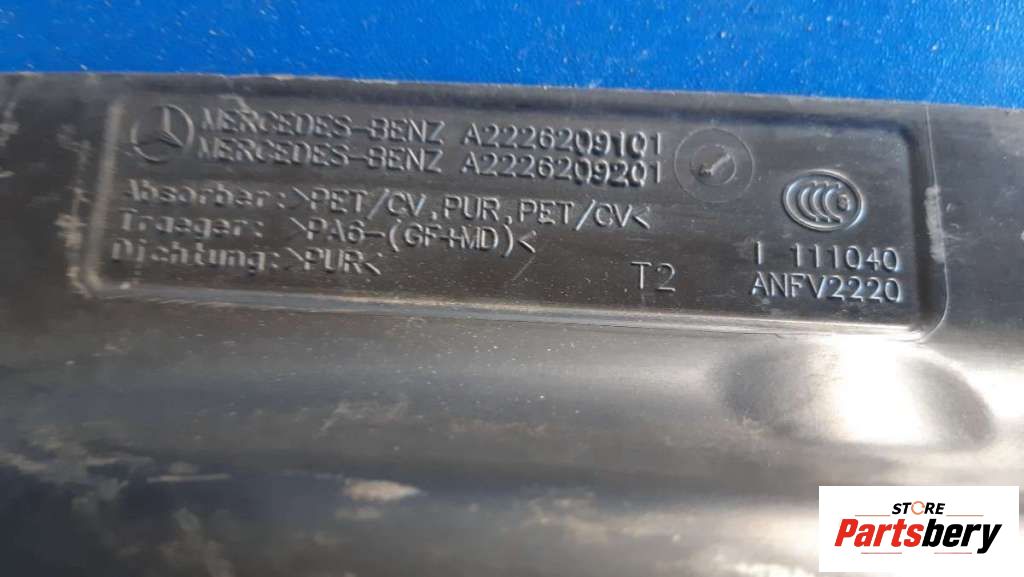 MERCEDES-BENZ A2226209101
MERCEDES-BENZ A2226209201
Absorber:>PET/CV,PUR,PET/CV<
Traeger: >PA6-(GF+MD)<
Dichtung:>PUR<
T2
CCC
1 111040
ANFV2220
STORE
Partsbery